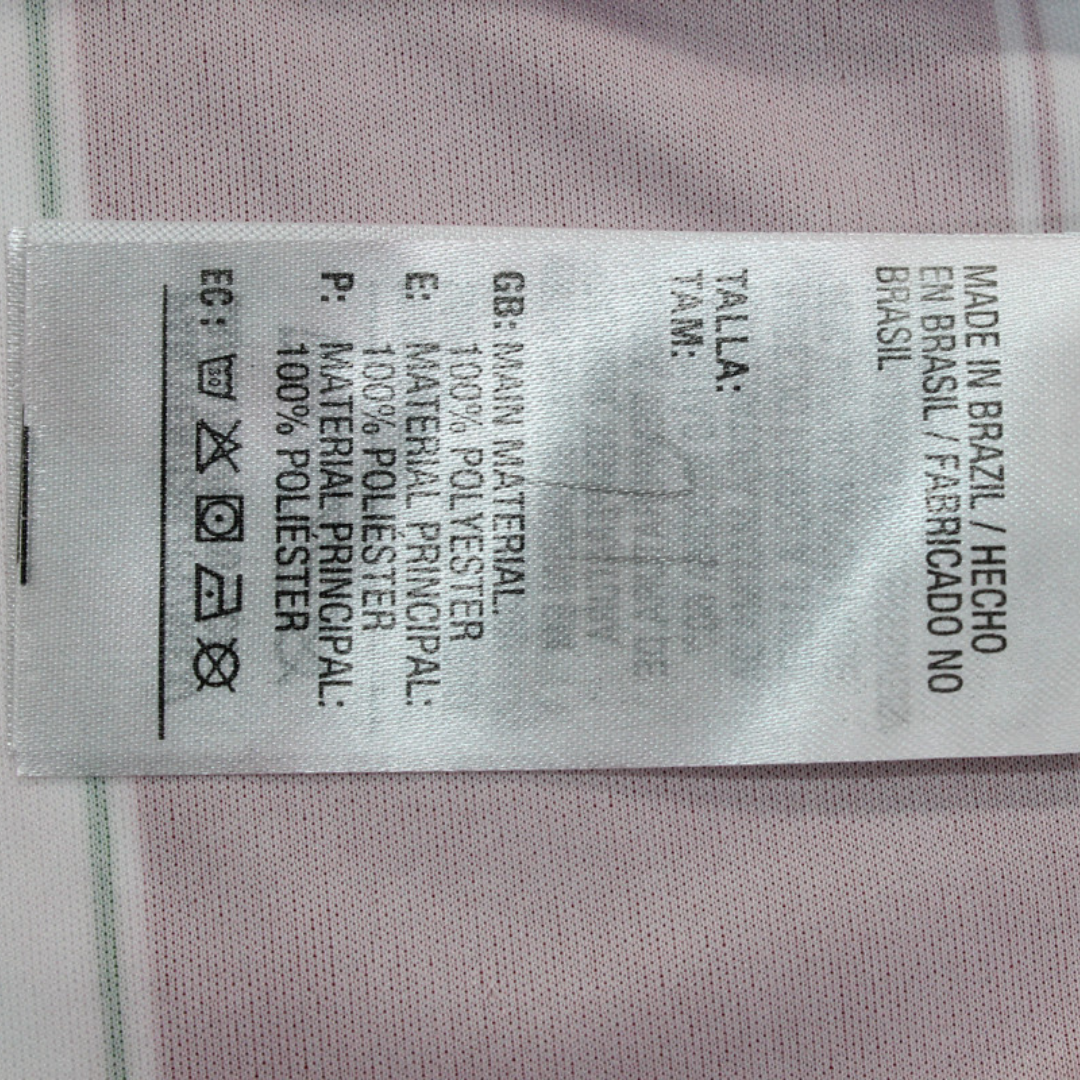 MADE IN BRAZIL / HECHO
EN BRASIL / FABRICADO NO
BRASIL
TALLA:
TAM:
GB: MAIN MATERIAL.
100% POLYESTER
E: MATERIAL PRINCIPAL:
100% POLIÉSTER
P: MATERIAL PRINCIPAL:
100% POLIÉSTER
EC: 30